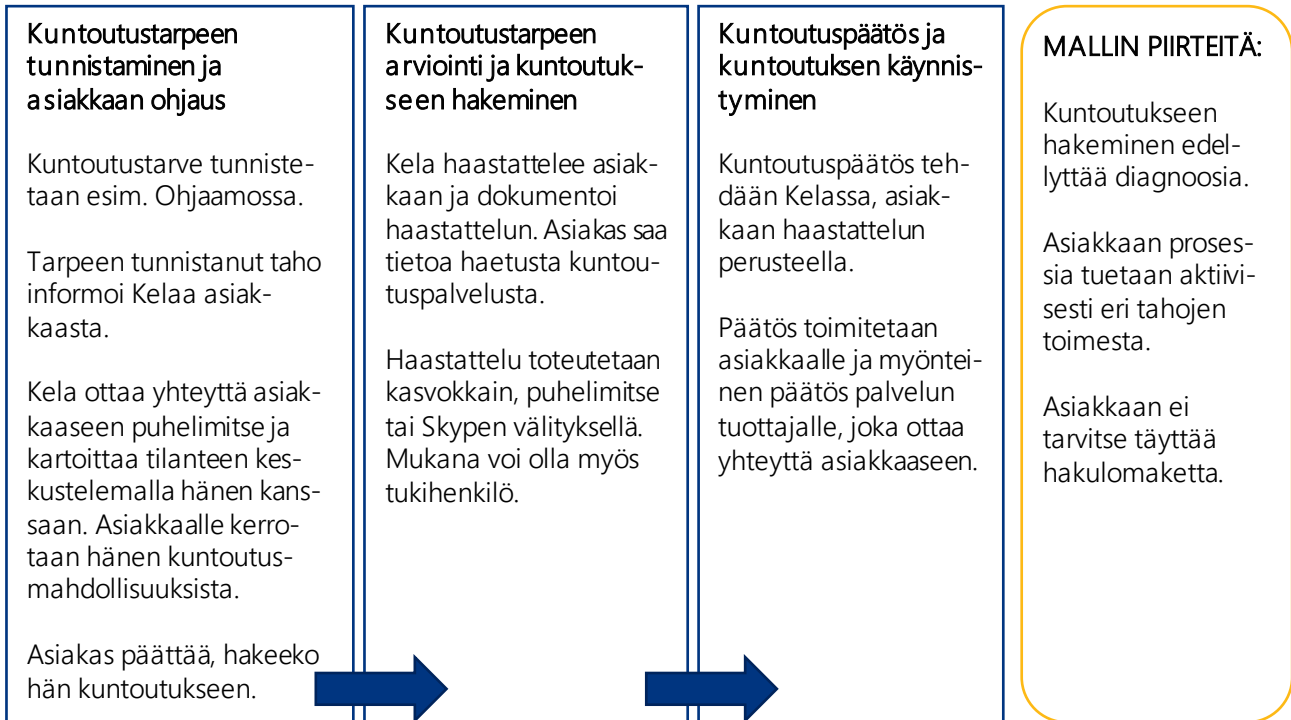 Kuntoutustarpeen
tunnistaminen ja
asiakkaan ohjaus
Kuntoutustarve tunniste-
taan esim. Ohjaamossa.
Tarpeen tunnistanut taho
informoi Kelaa asiak-
kaasta.
Kela ottaa yhteyttä asiak-
kaaseen puhelimitse ja
kartoittaa tilanteen kes-
kustelemalla hänen kans-
saan. Asiakkaalle kerro-
taan hänen kuntoutus-
mahdollisuuksista.
Asiakas päättää, hakeeko
hän kuntoutukseen.
Kuntoutustarpeen
arviointi ja kuntoutuk-
seen hakeminen
Kela haastattelee asiak-
kaan ja dokumentoi
haastattelun. Asiakas saa
tietoa haetusta kuntou-
tuspalvelusta.
Haastattelu toteutetaan
kasvokkain, puhelimitse
tai Skypen välityksellä.
Mukana voi olla myös
tukihenkilö.
Kuntoutuspäätös ja
kuntoutuksen käynnis-
tyminen
Kuntoutuspäätös teh-
dään Kelassa, asiak-
kaan haastattelun
perusteella.
Päätös toimitetaan
asiakkaalle ja myöntei-
nen päätös palvelun
tuottajalle, joka ottaa
yhteyttä asiakkaaseen.
MALLIN PIIRTEITÄ:
Kuntoutukseen
hakeminen edel-
lyttää diagnoosia.
Asiakkaan proses-
sia tuetaan aktiivi-
sesti eri tahojen
toimesta.
Asiakkaan ei
tarvitse täyttää
hakulomaketta.